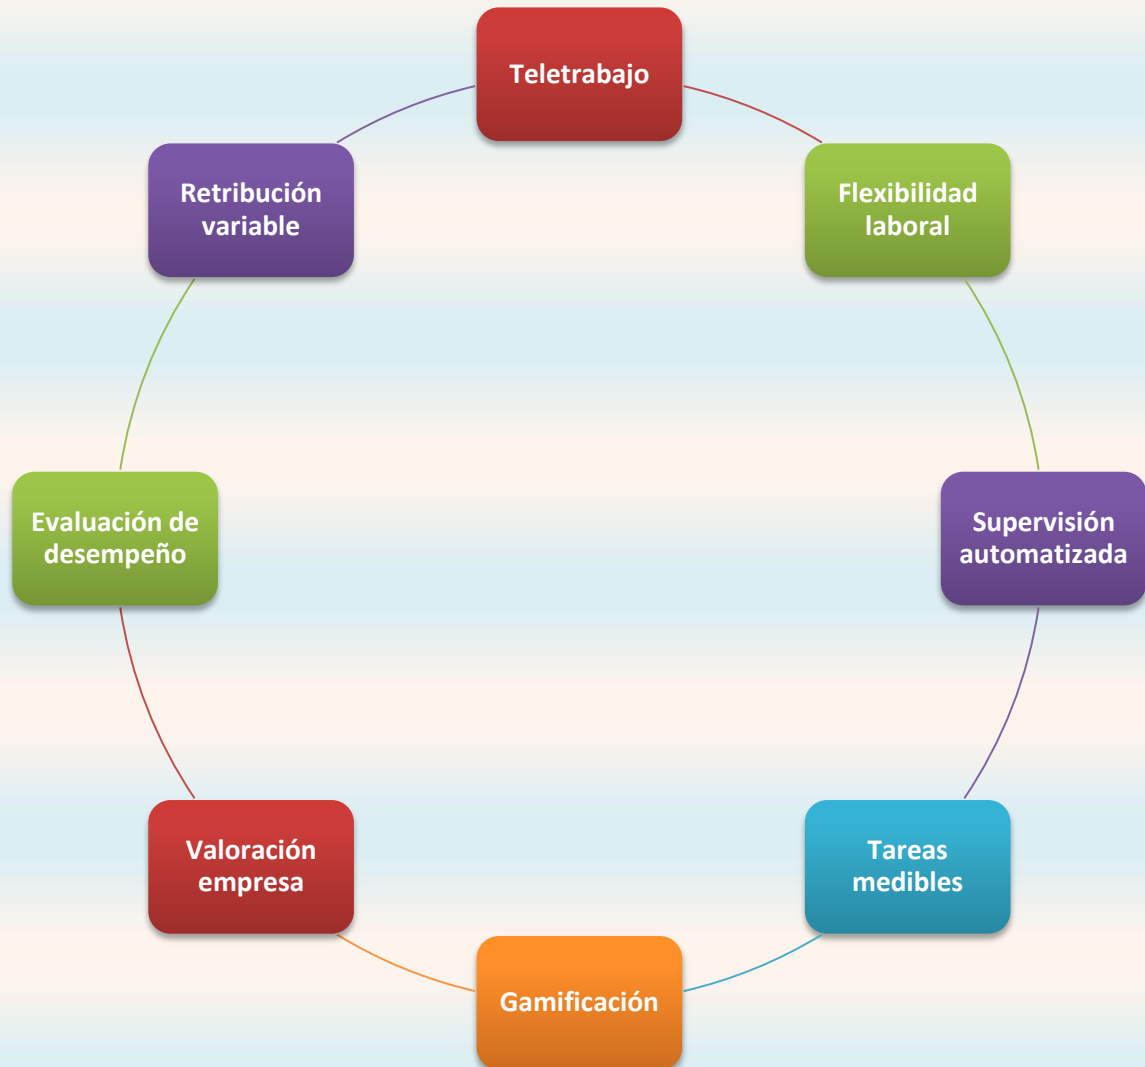 Teletrabajo
Flexibilidad
laboral
Supervisión
automatizada
Tareas
medibles
Gamificación
Valoración
empresa
Evaluación de
desempeño
Retribución
variable